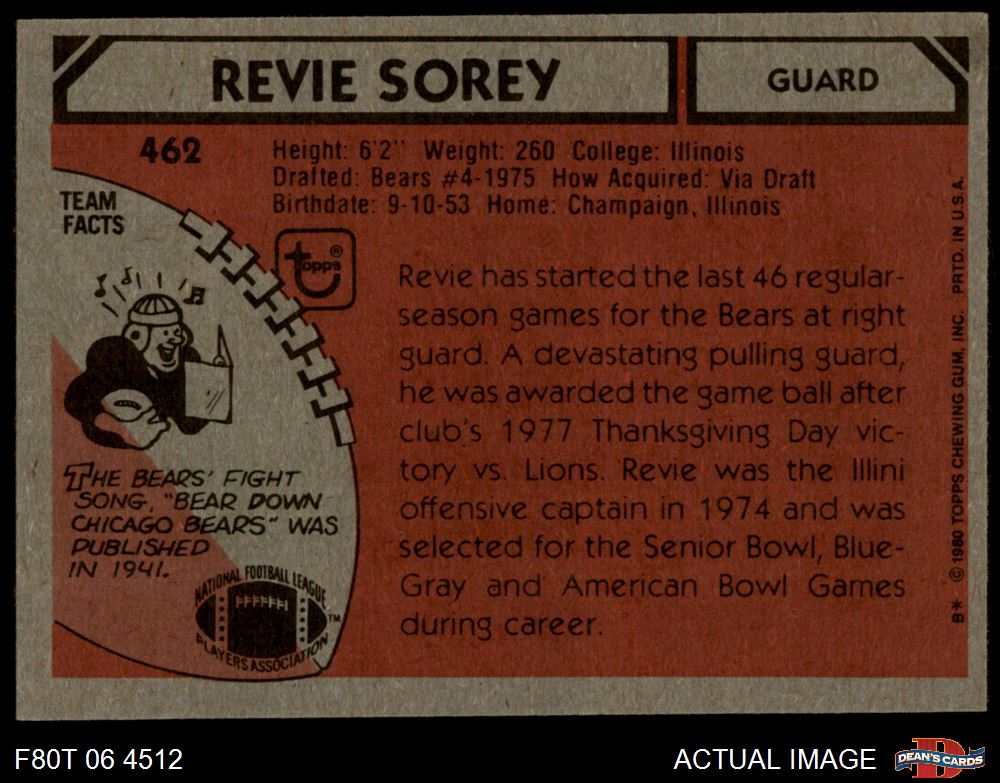 REVIE SOREY
GUARD
462
Height: 6'2" Weight: 260 College: Illinois
Drafted: Bears #4-1975 How Acquired: Via Draft
Birthdate: 9-10-53 Home: Champaign, Illinois
TEAM
FACTS
topps®
Revie has started the last 46 regular-
season games for the Bears at right
guard. A devastating pulling guard,
he was awarded the game ball after
club's 1977 Thanksgiving Day vic-
tory vs. Lions. Revie was the Illini
offensive captain in 1974 and was
selected for the Senior Bowl, Blue-
Gray and American Bowl Games
during career.
THE BEARS' FIGHT
SONG, "BEAR DOWN
CHICAGO BEARS" WAS
PUBLISHED
IN 1941.
NATIONAL FOOTBALL LEAGUE
PLAYERS ASSOCIATION
™
B* © 1980 TOPPS CHEWING GUM, INC. PRTD. IN U.S.A.
F80T 06 4512
ACTUAL IMAGE
D
DEAN'S CARDS